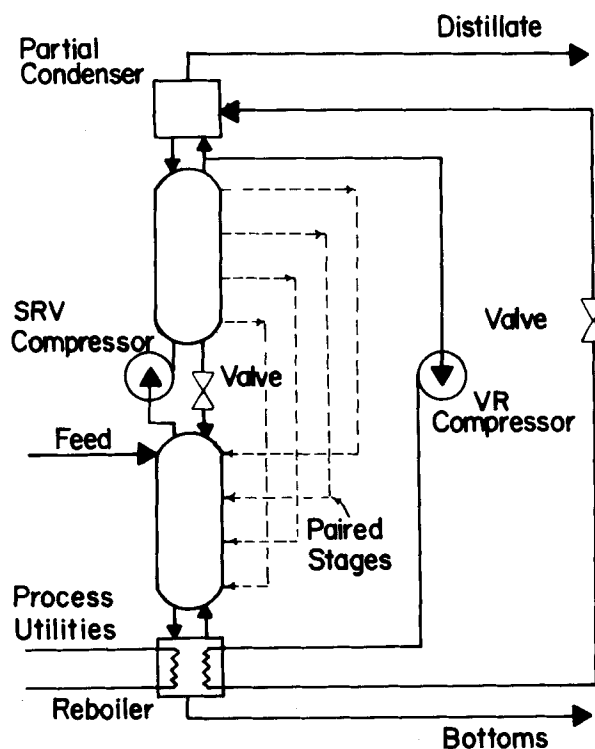 Distillate
Partial
Condenser
SRV
Compressor
Valve
Valve
VR
Compressor
Feed
Paired
Stages
Process
Utilities
Reboiler
Bottoms